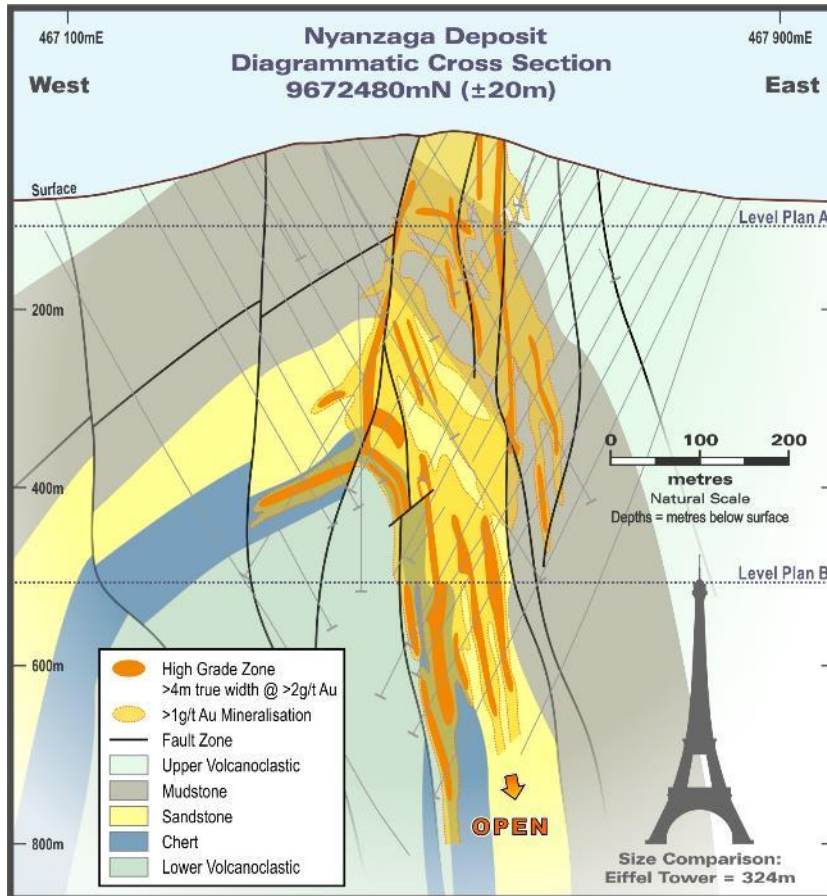 467 100mE
467 900mE
Nyanzaga Deposit
Diagrammatic Cross Section
9672480mN (±20m)
West
East
Surface
Level Plan A
200m
0 100 200
metres
Natural Scale
Depths = metres below surface
400m
Level Plan B
600m
High Grade Zone
>4m true width @ >2g/t Au
>1g/t Au Mineralisation
Fault Zone
Upper Volcanoclastic
Mudstone
Sandstone
Chert
Lower Volcanoclastic
OPEN
800m
Size Comparison:
Eiffel Tower = 324m